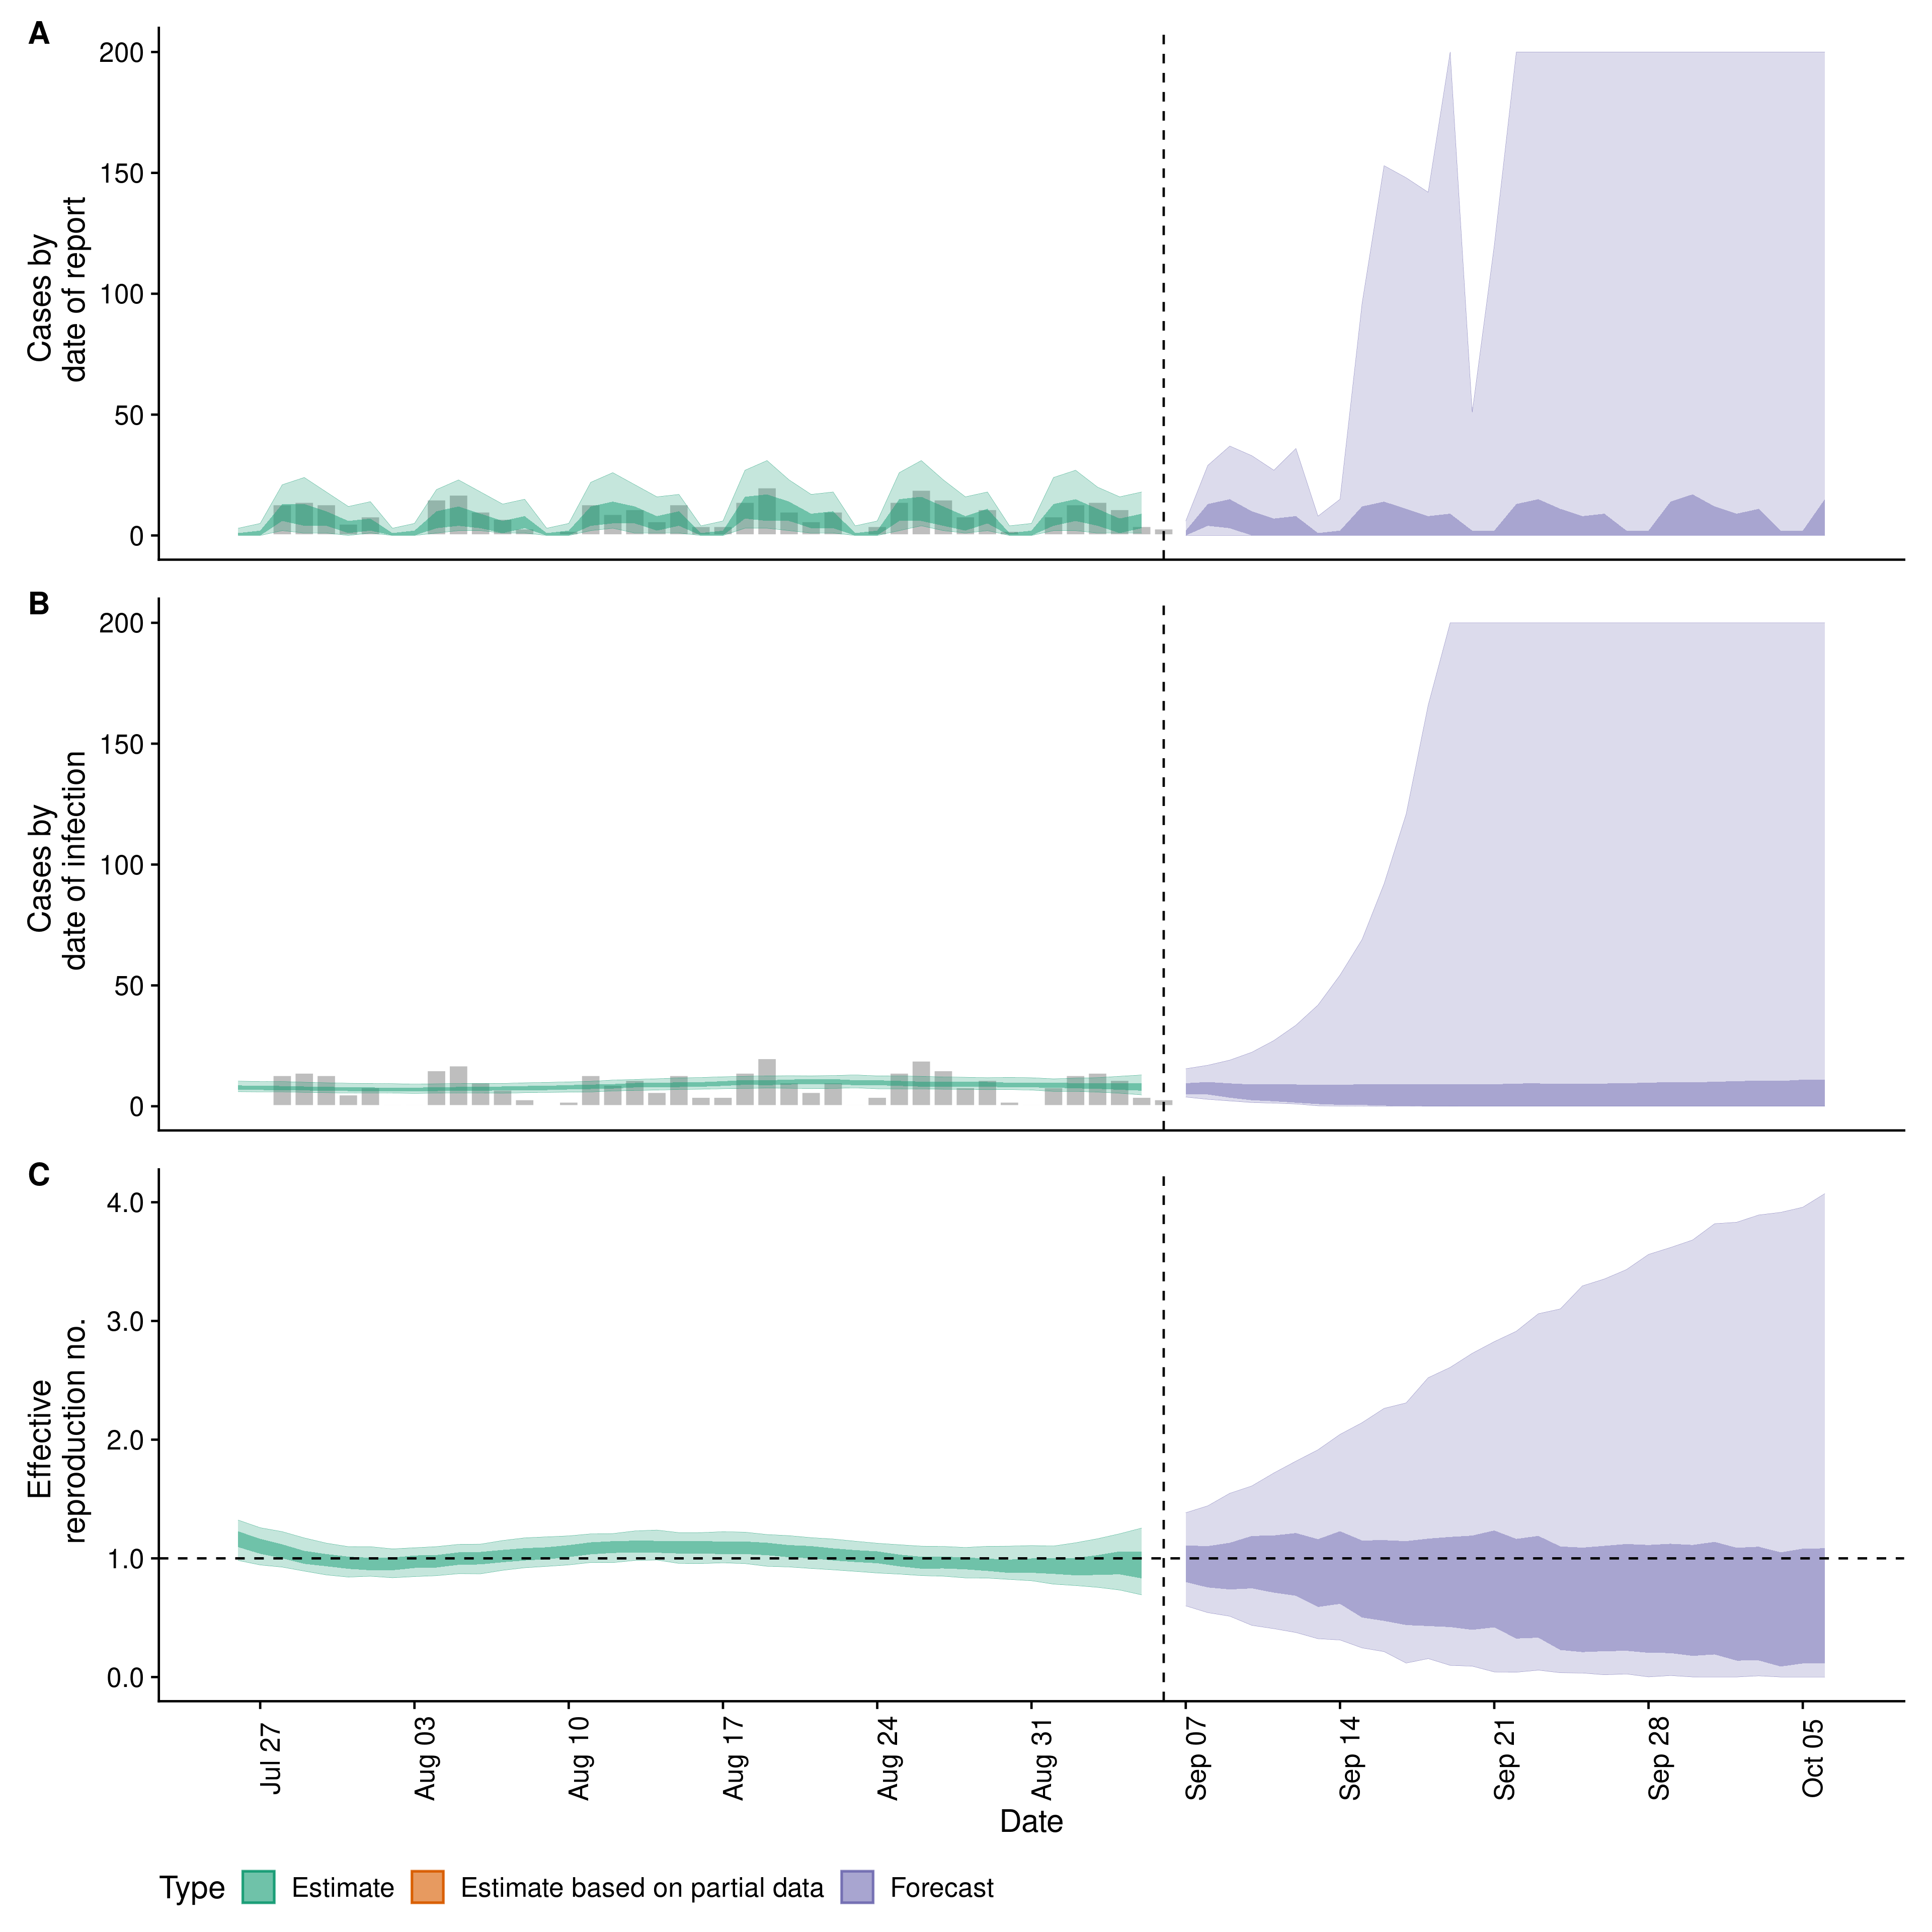 A
200
150
100
50
0
Cases by
date of report
B
200
150
100
50
0
Cases by
date of infection
C
4.0
3.0
2.0
1.0
0.0
Effective
reproduction no.
Jul 27
Aug 03
Aug 10
Aug 17
Aug 24
Aug 31
Sep 07
Sep 14
Sep 21
Sep 28
Oct 05
Date
Type Estimate Estimate based on partial data Forecast